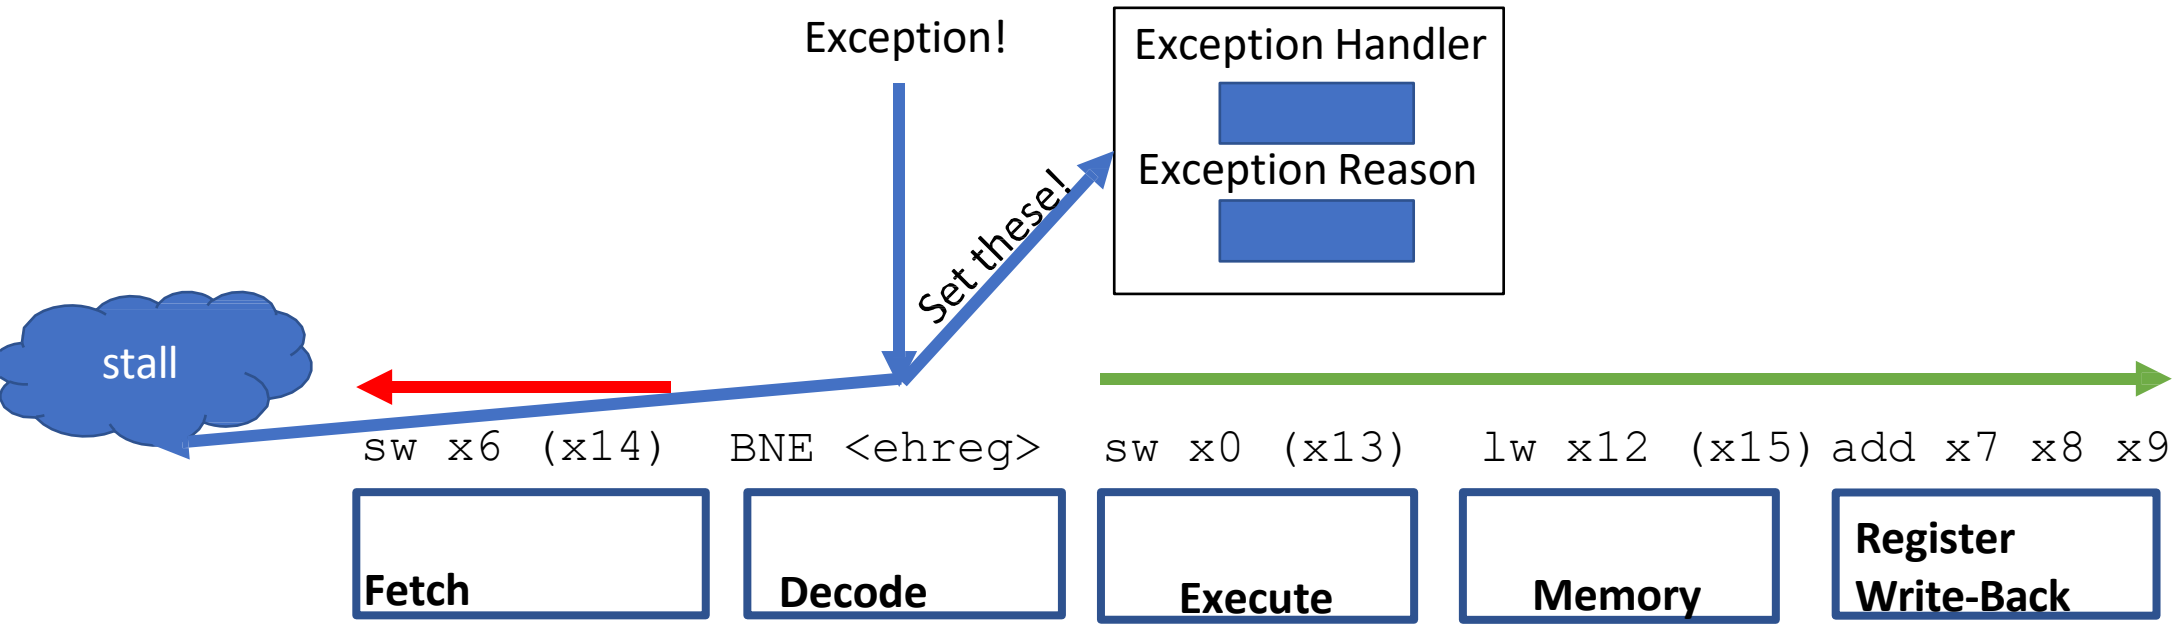 Exception!
Exception Handler
Exception Reason
Set these!
stall
sw x6 (x14)
BNE <ehreg>
sw x0 (x13)
lw x12 (x15)
add x7 x8 x9
Fetch
Decode
Execute
Memory
Register
Write-Back